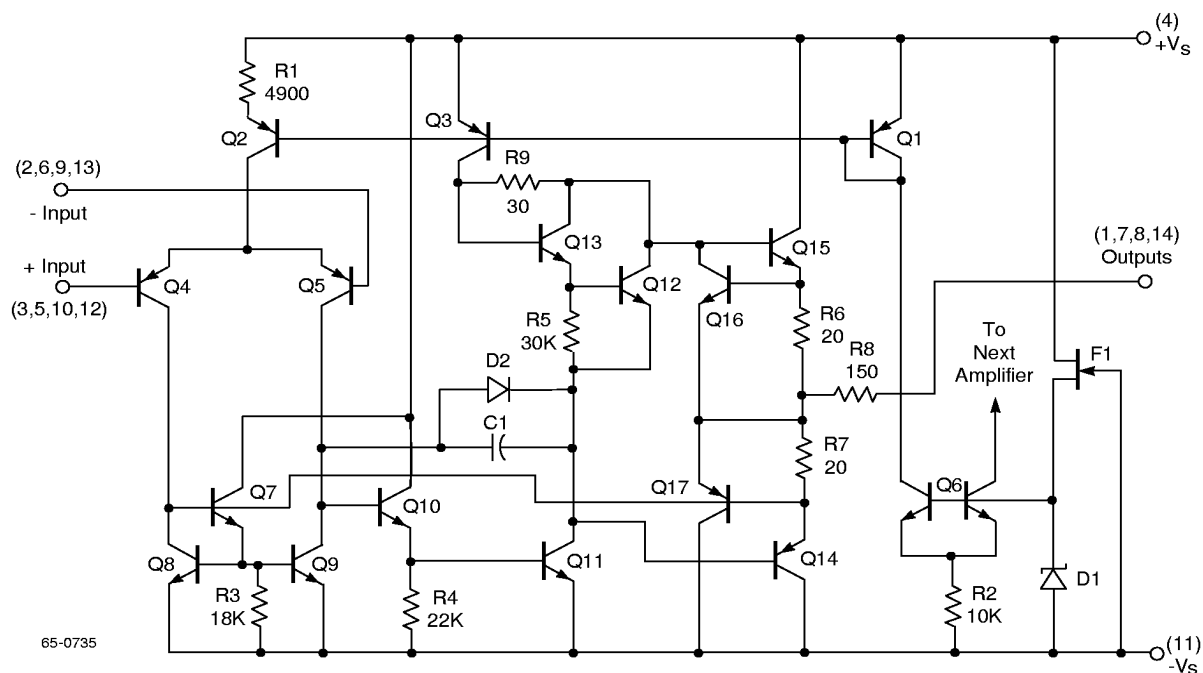 (4)
+VS
R1
4900
Q2
Q3
Q1
(2,6,9,13)
- Input
R9
30
Q13
Q15
(1,7,8,14)
Outputs
+ Input
(3,5,10,12)
Q4
Q5
Q12
Q16
R5
30K
R6
20
To
Next
Amplifier
F1
R8
150
D2
C1
R7
20
Q7
Q10
Q17
Q6
Q8
Q9
Q11
Q14
R3
18K
R4
22K
R2
10K
D1
65-0735
(11)
-VS